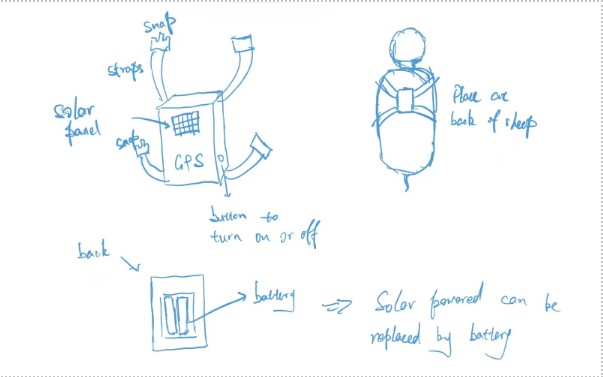 snap
straps
Solar
panel
snap
GPS
button to
turn on or off
Place on
back of sheep
back
battery
Solar powered can be
replaced by battery